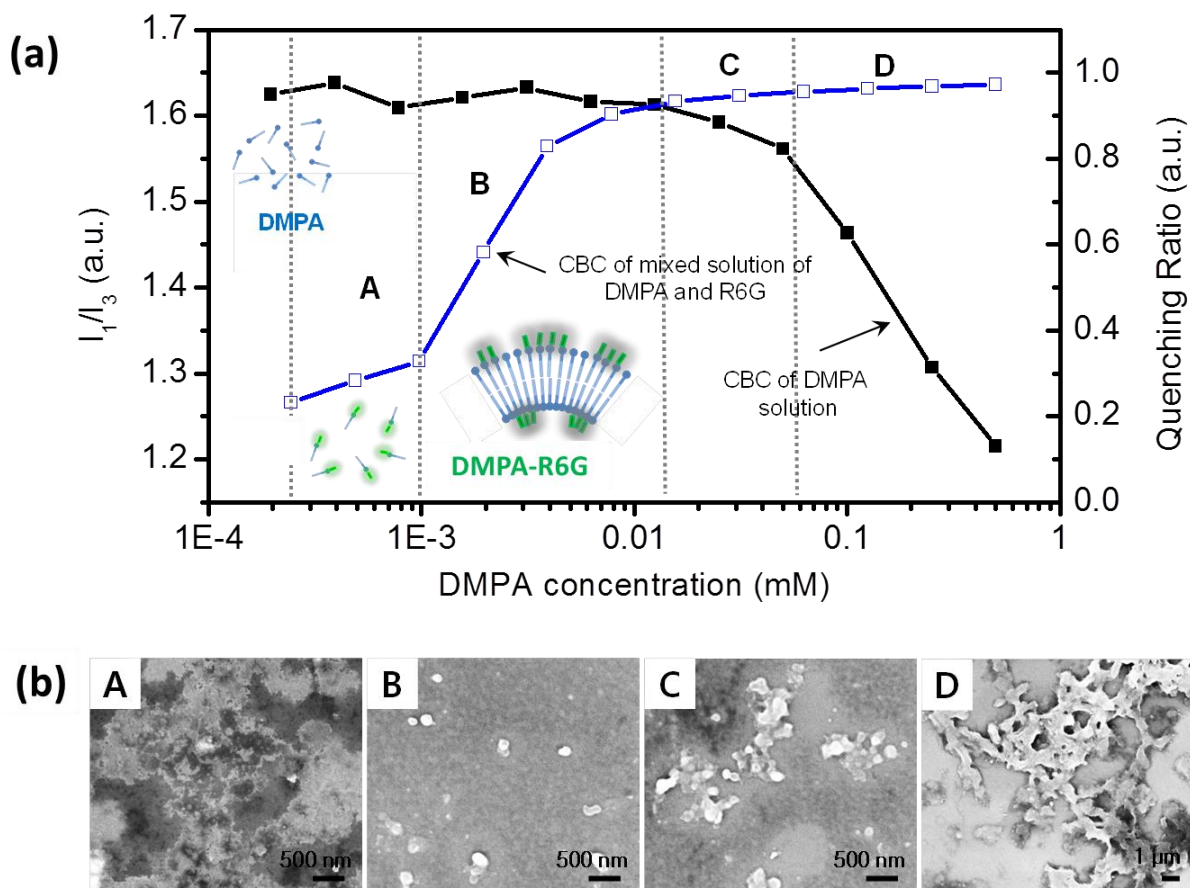 (a)
1.7
1.6
1.5
1.4
1.3
1.2
I₁/I₃ (a.u.)
1.0
0.8
0.6
0.4
0.2
0.0
Quenching Ratio (a.u.)
A
B
C
D
DMPA
CBC of mixed solution of
DMPA and R6G
CBC of DMPA
solution
DMPA-R6G
1E-4
1E-3
0.01
0.1
1
DMPA concentration (mM)
(b)
A
500 nm
B
500 nm
C
500 nm
D
1 µm